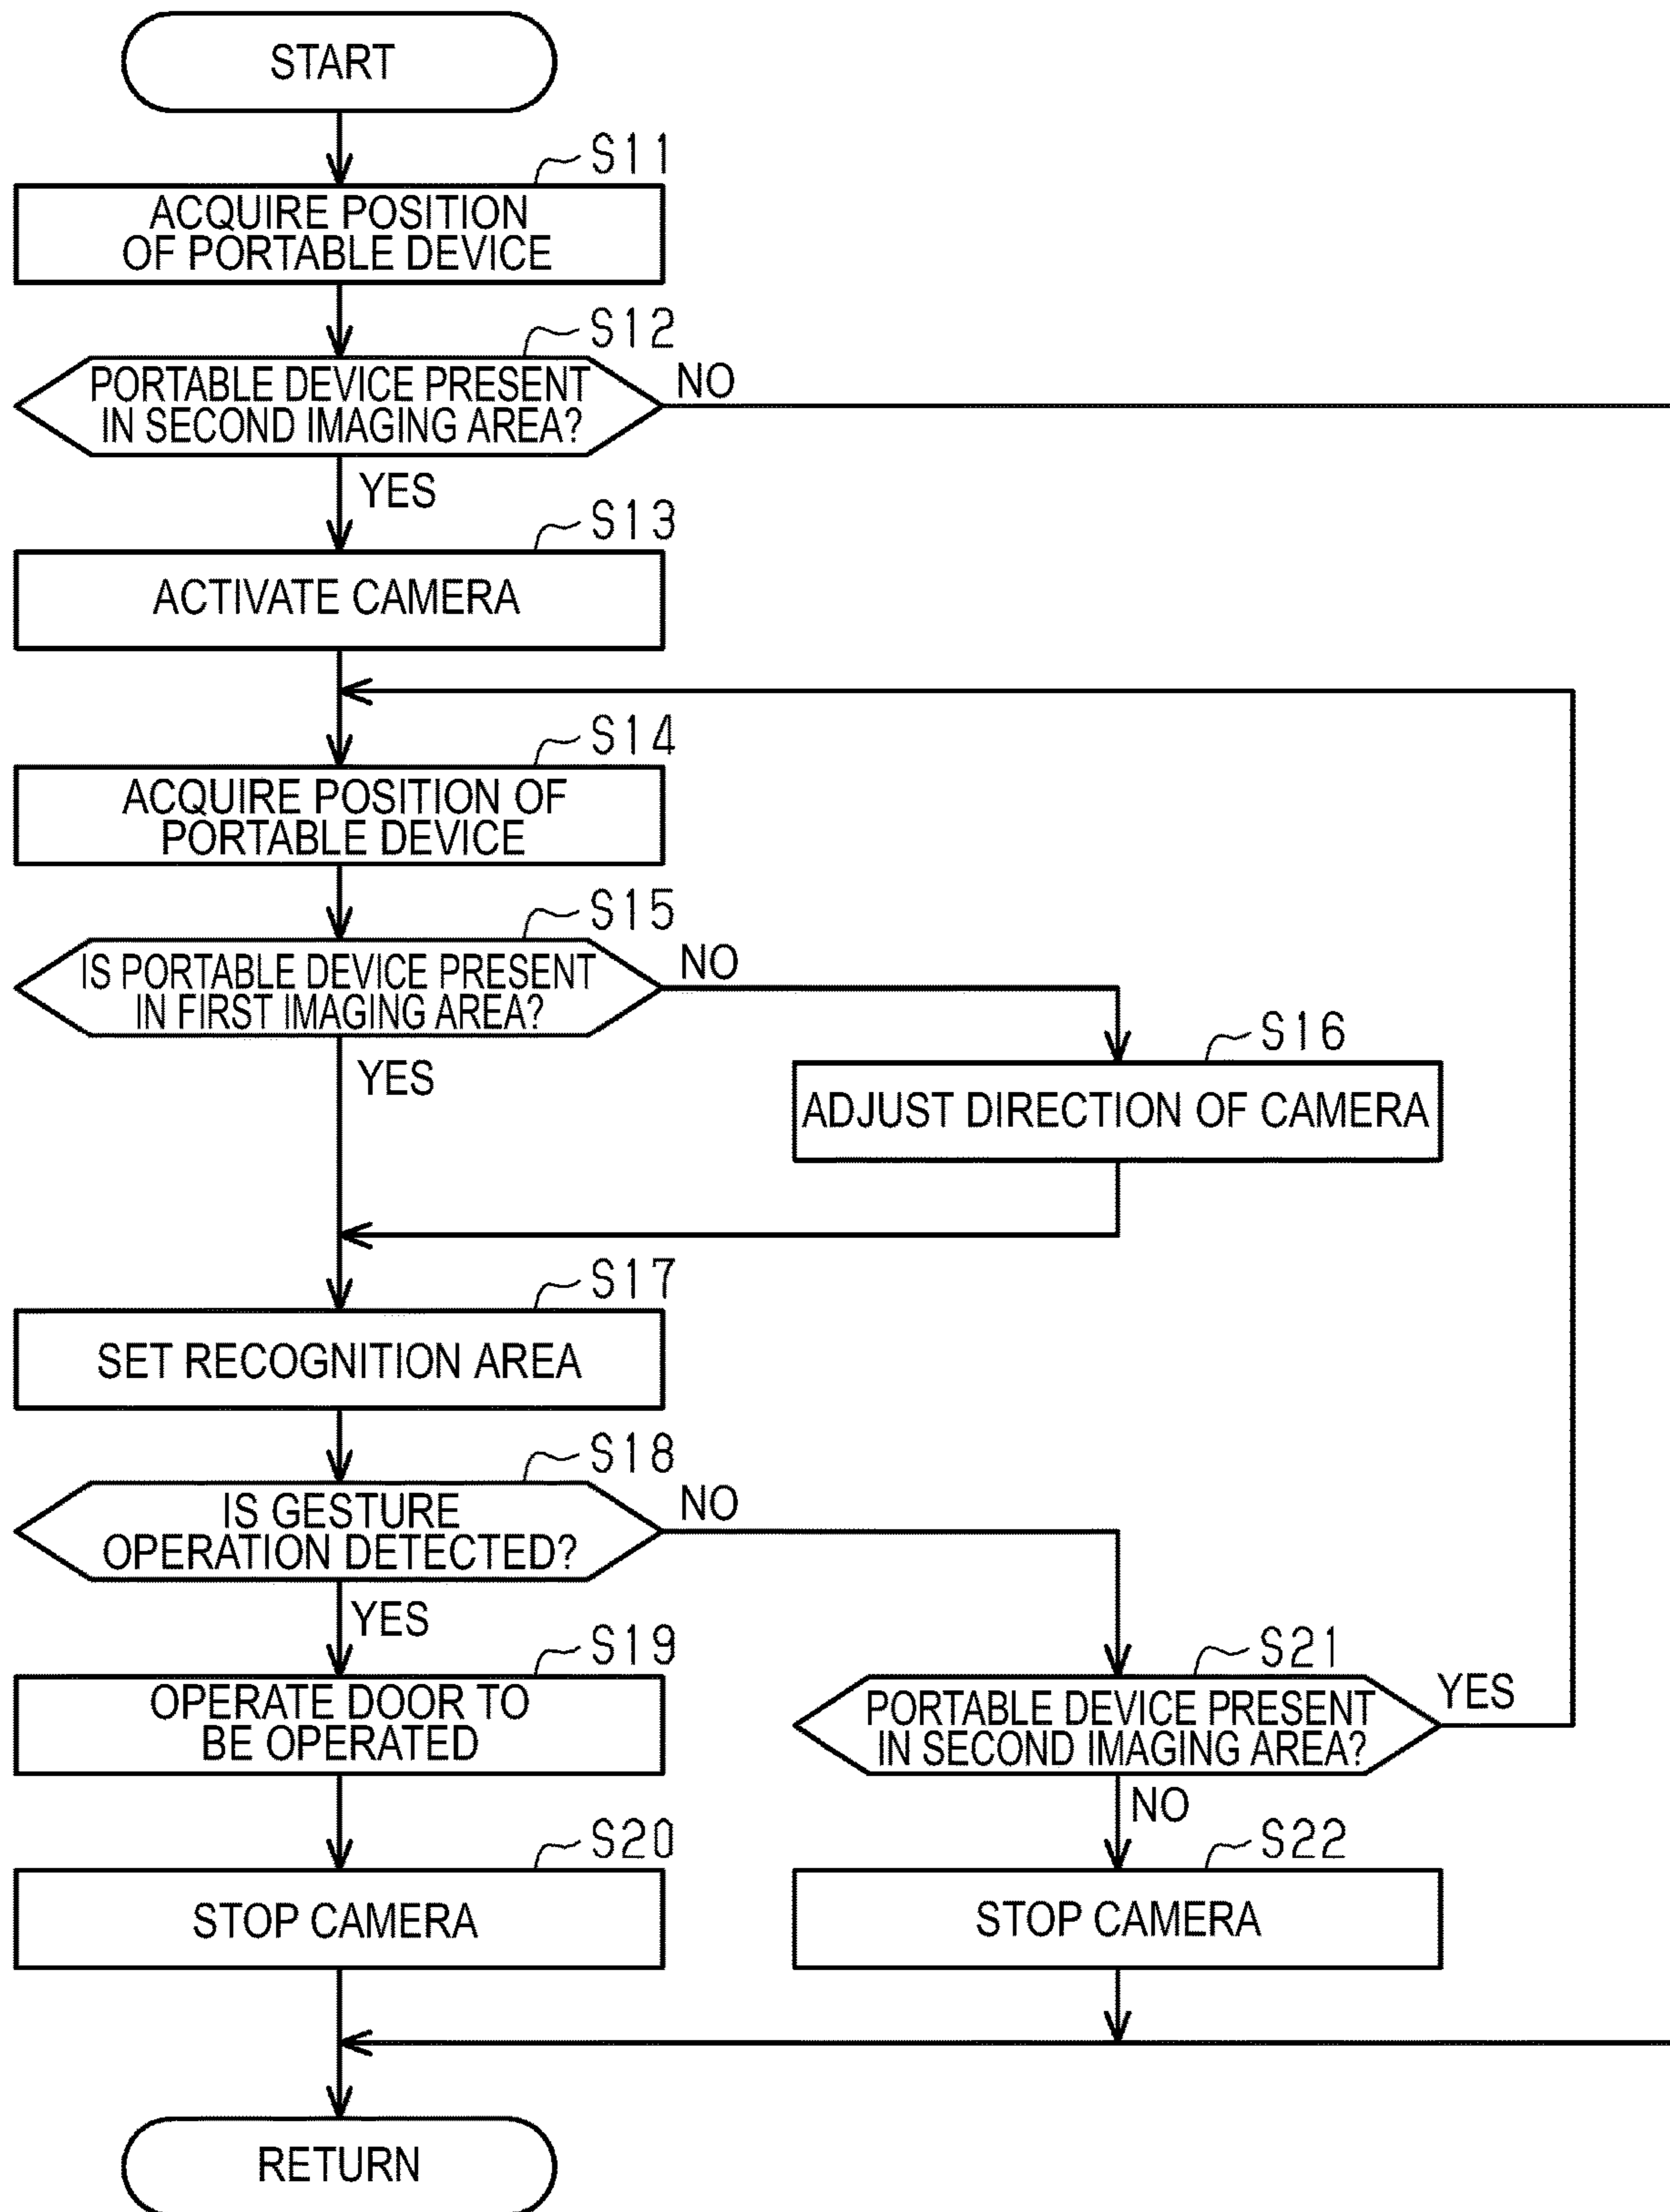 START
S11
ACQUIRE POSITION
OF PORTABLE DEVICE
S12
PORTABLE DEVICE PRESENT
IN SECOND IMAGING AREA?
NO
YES
S13
ACTIVATE CAMERA
S14
ACQUIRE POSITION OF
PORTABLE DEVICE
S15
IS PORTABLE DEVICE PRESENT
IN FIRST IMAGING AREA?
NO
YES
S16
ADJUST DIRECTION OF CAMERA
S17
SET RECOGNITION AREA
S18
IS GESTURE
OPERATION DETECTED?
NO
YES
S19
OPERATE DOOR TO
BE OPERATED
S21
PORTABLE DEVICE PRESENT
IN SECOND IMAGING AREA?
YES
NO
S20
STOP CAMERA
S22
STOP CAMERA
RETURN